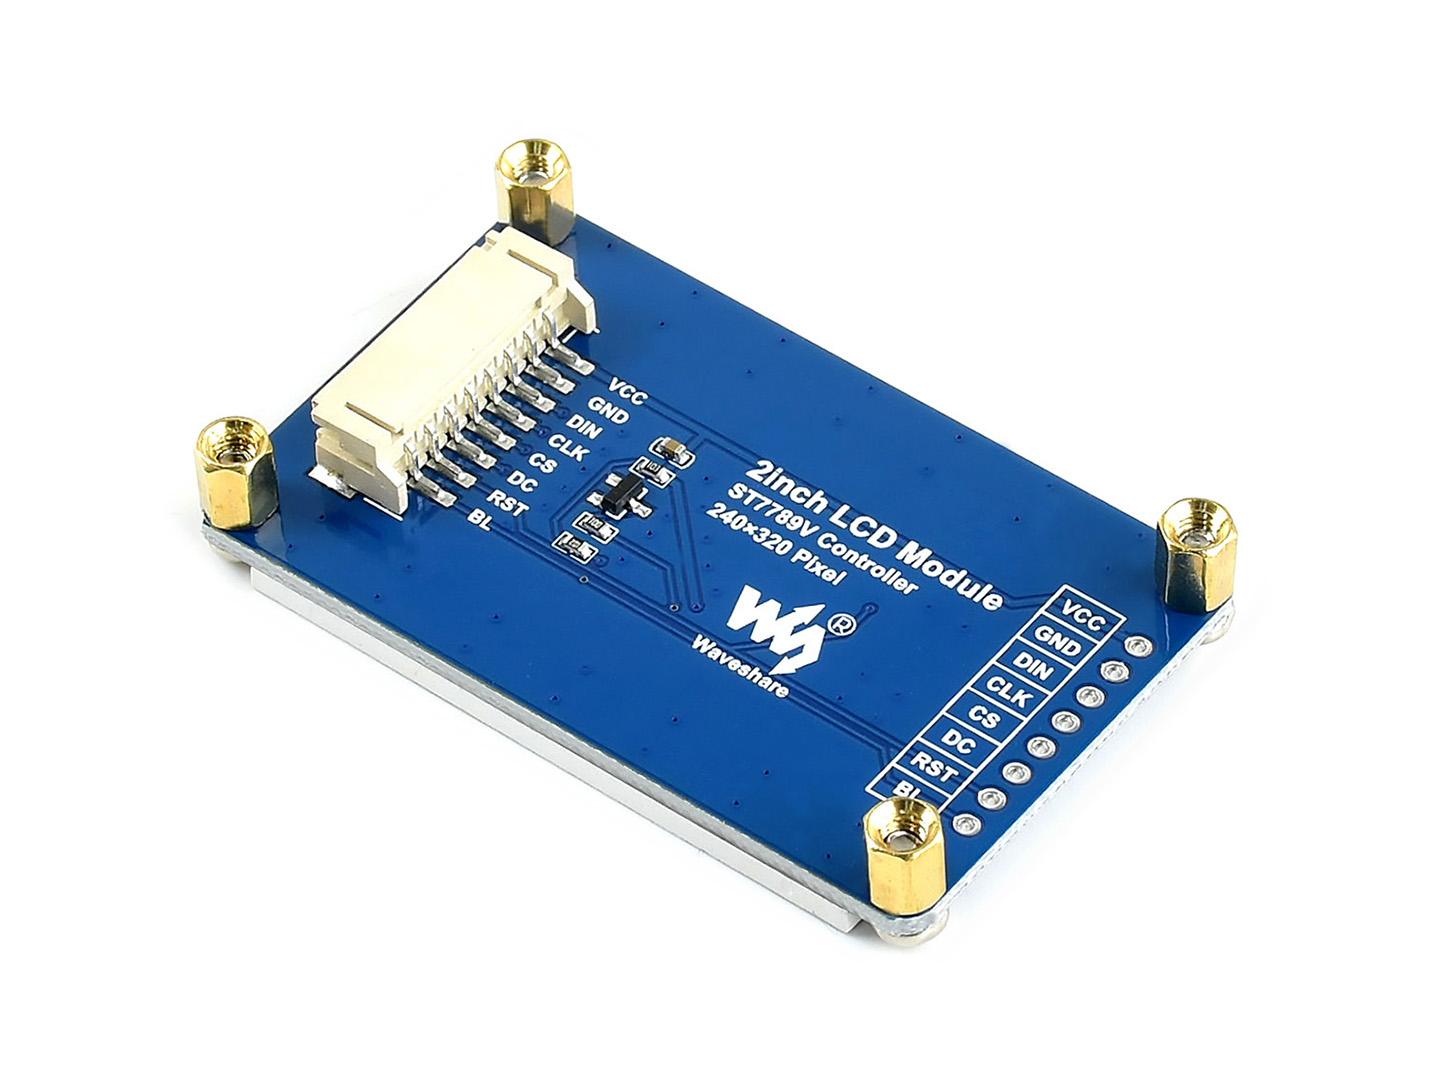 VCC
GND
DIN
CLK
CS
DC
RST
BL
2inch LCD Module
ST7789V Controller
240×320 Pixel
®
Waveshare
VCC
GND
DIN
CLK
CS
DC
RST
BL